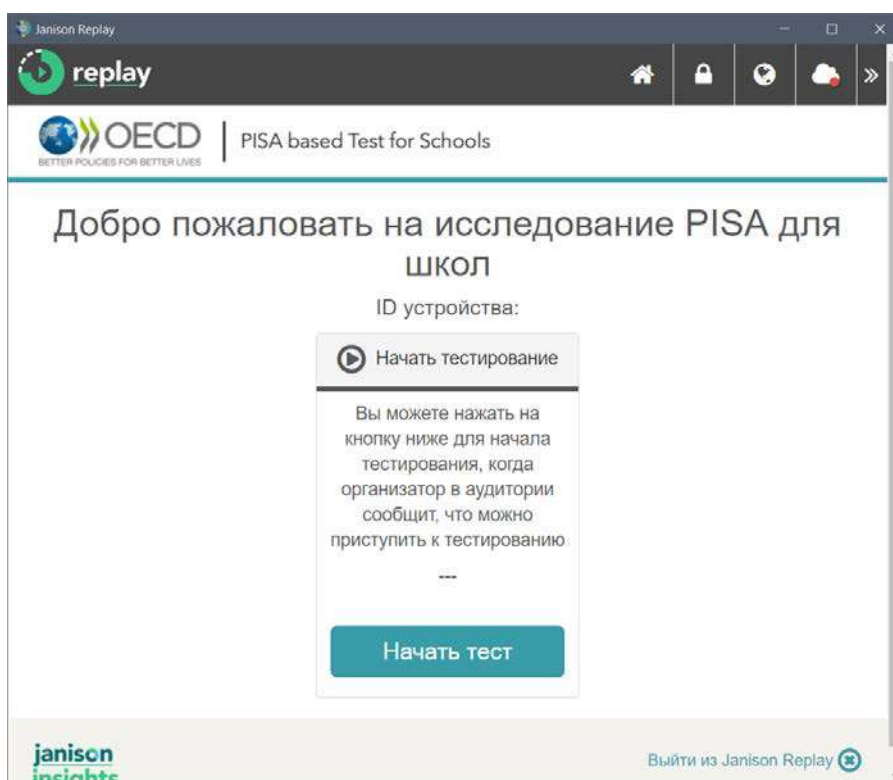 Janison Replay
replay
OECD
BETTER POLICIES FOR BETTER LIVES
PISA based Test for Schools
Добро пожаловать на исследование PISA для
школ
ID устройства:
Начать тестирование
Вы можете нажать на
кнопку ниже для начала
тестирования, когда
организатор в аудитории
сообщит, что можно
приступить к тестированию
---
Начать тест
janison
insights
Выйти из Janison Replay